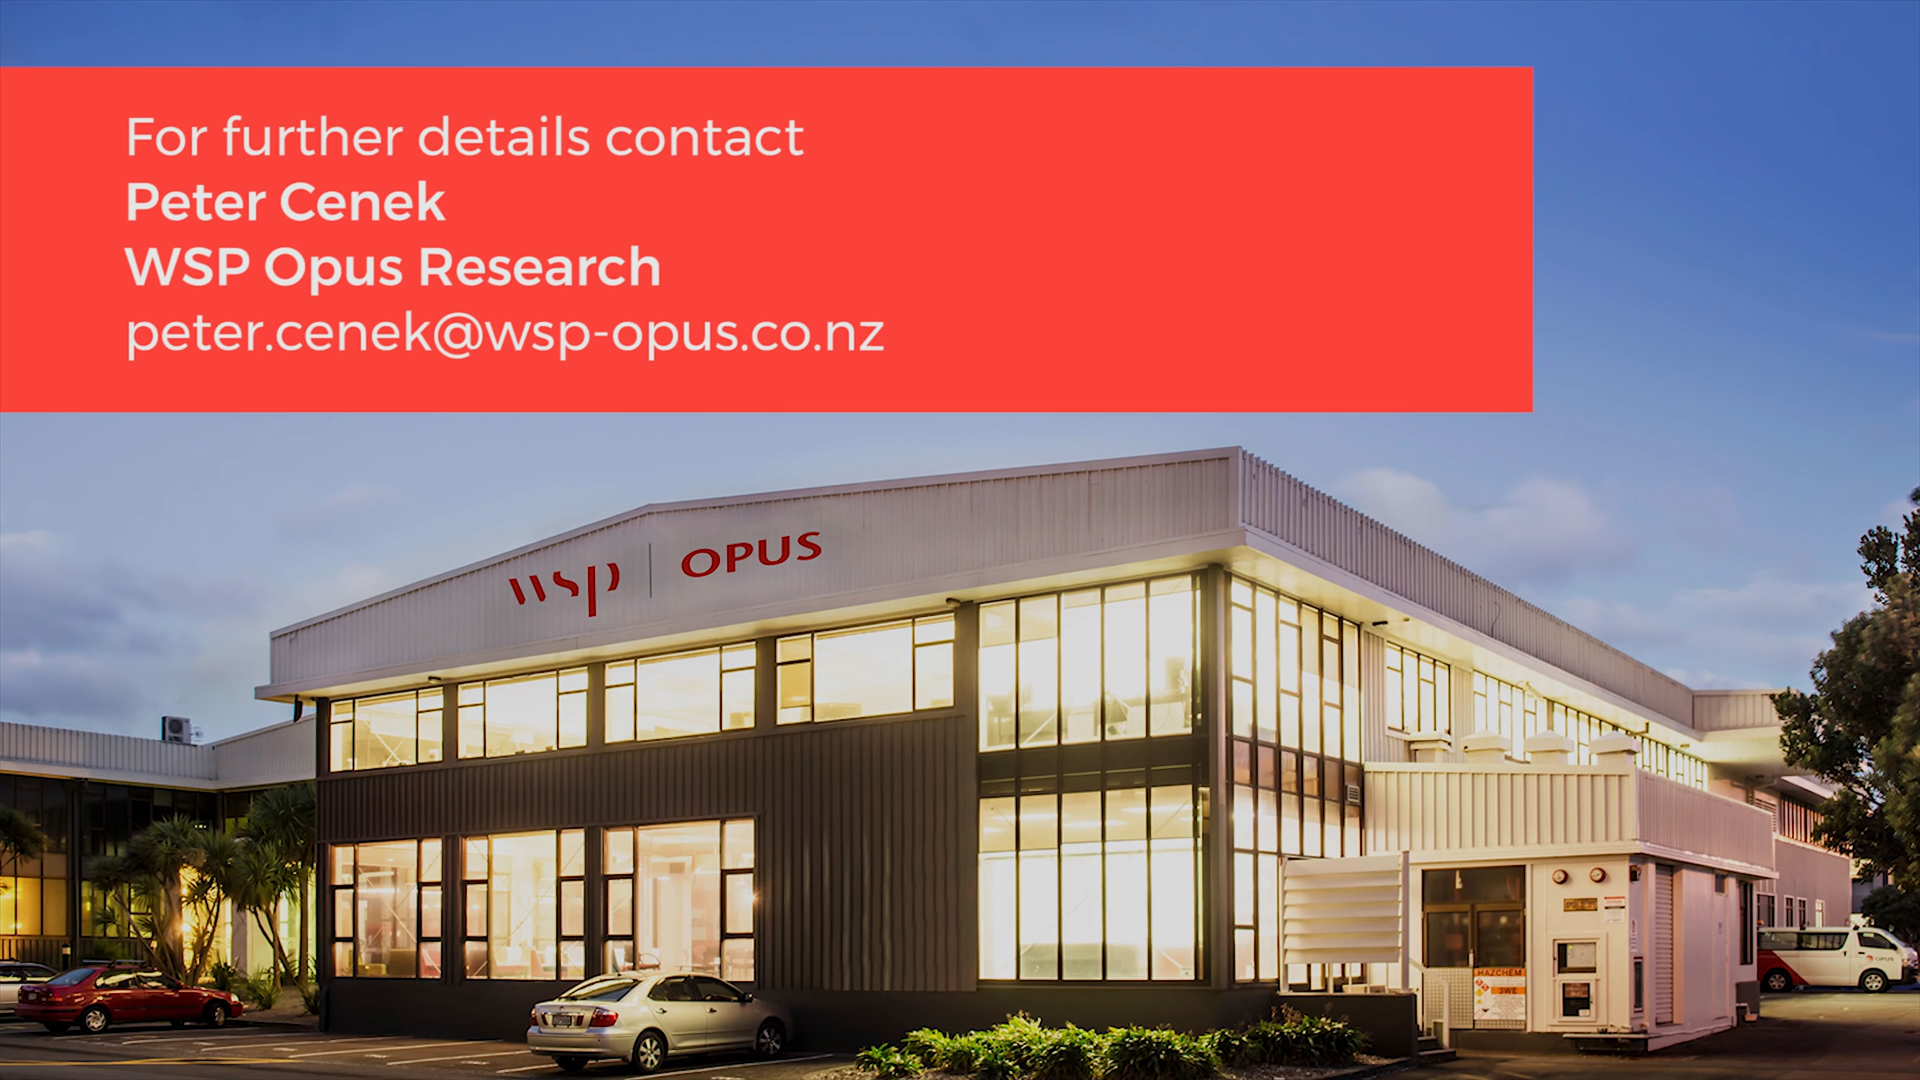 For further details contact
Peter Cenek
WSP Opus Research
peter.cenek@wsp-opus.co.nz
wsp | OPUS
HAZCHEM
3WE
OPUS